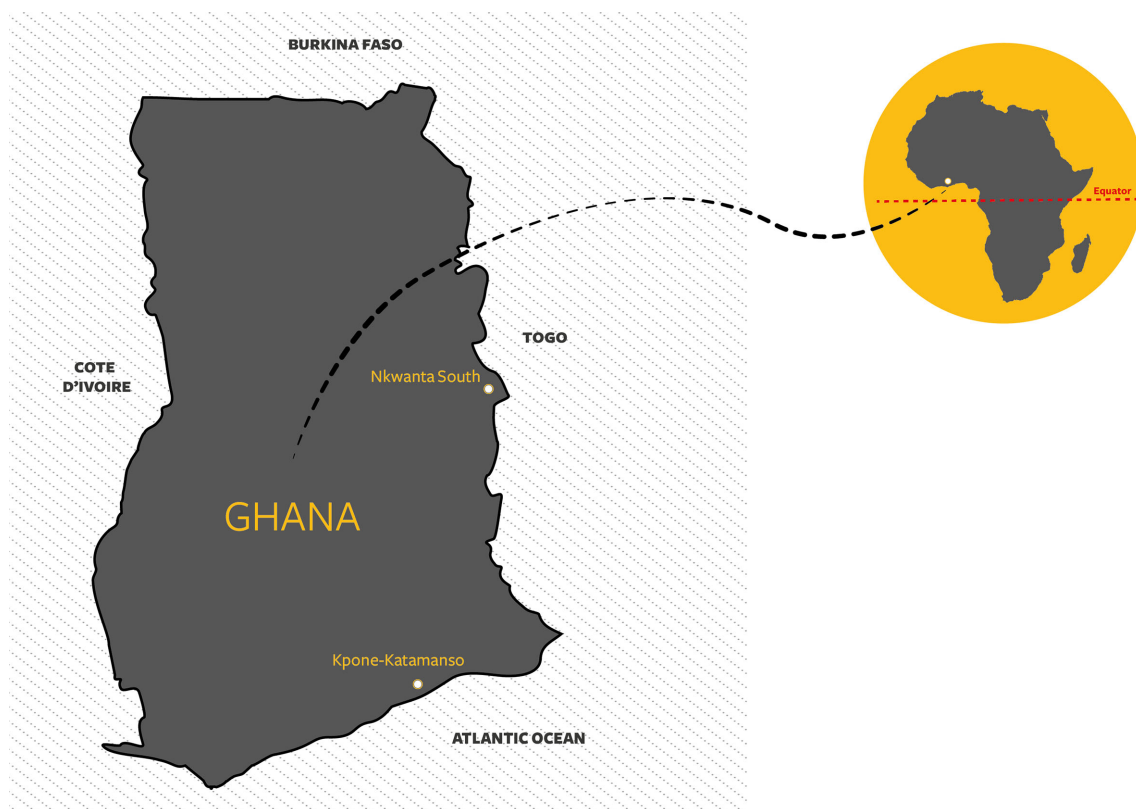 BURKINA FASO
Equator
TOGO
COTE
D'IVOIRE
Nkwanta South
GHANA
Kpone-Katamanso
ATLANTIC OCEAN